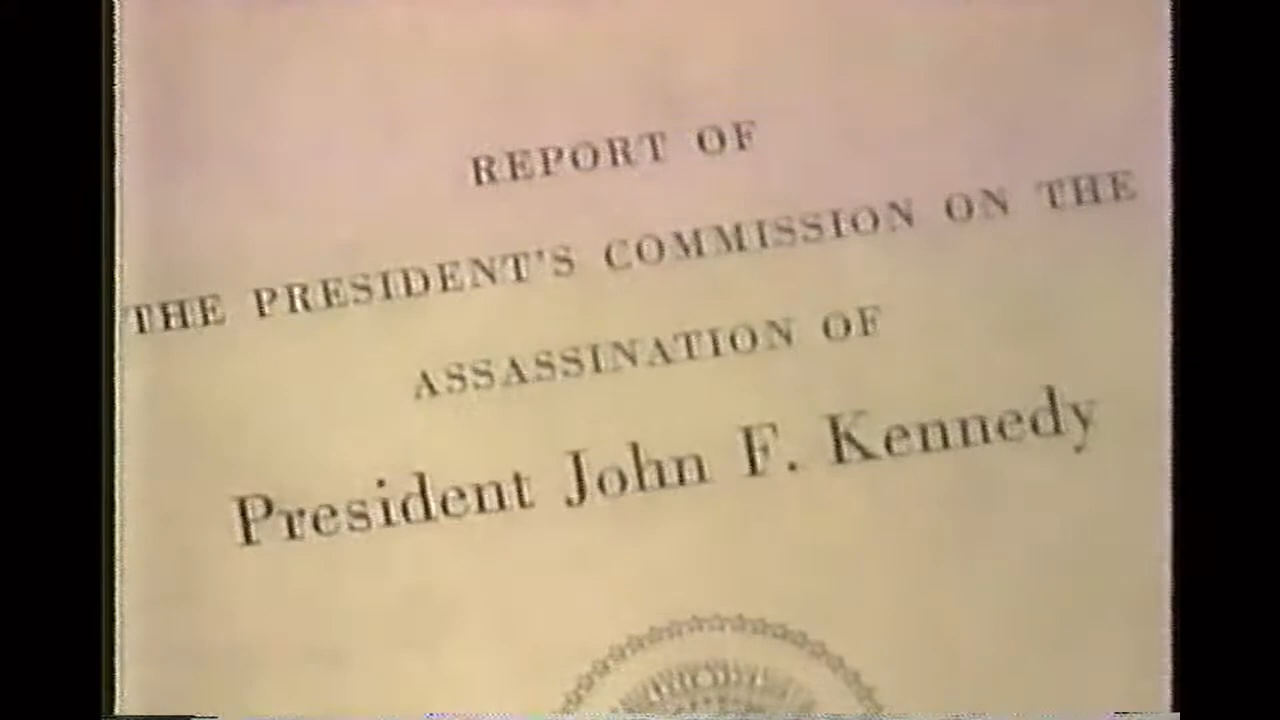 REPORT OF
THE PRESIDENT'S COMMISSION ON THE
ASSASSINATION OF
President John F. Kennedy